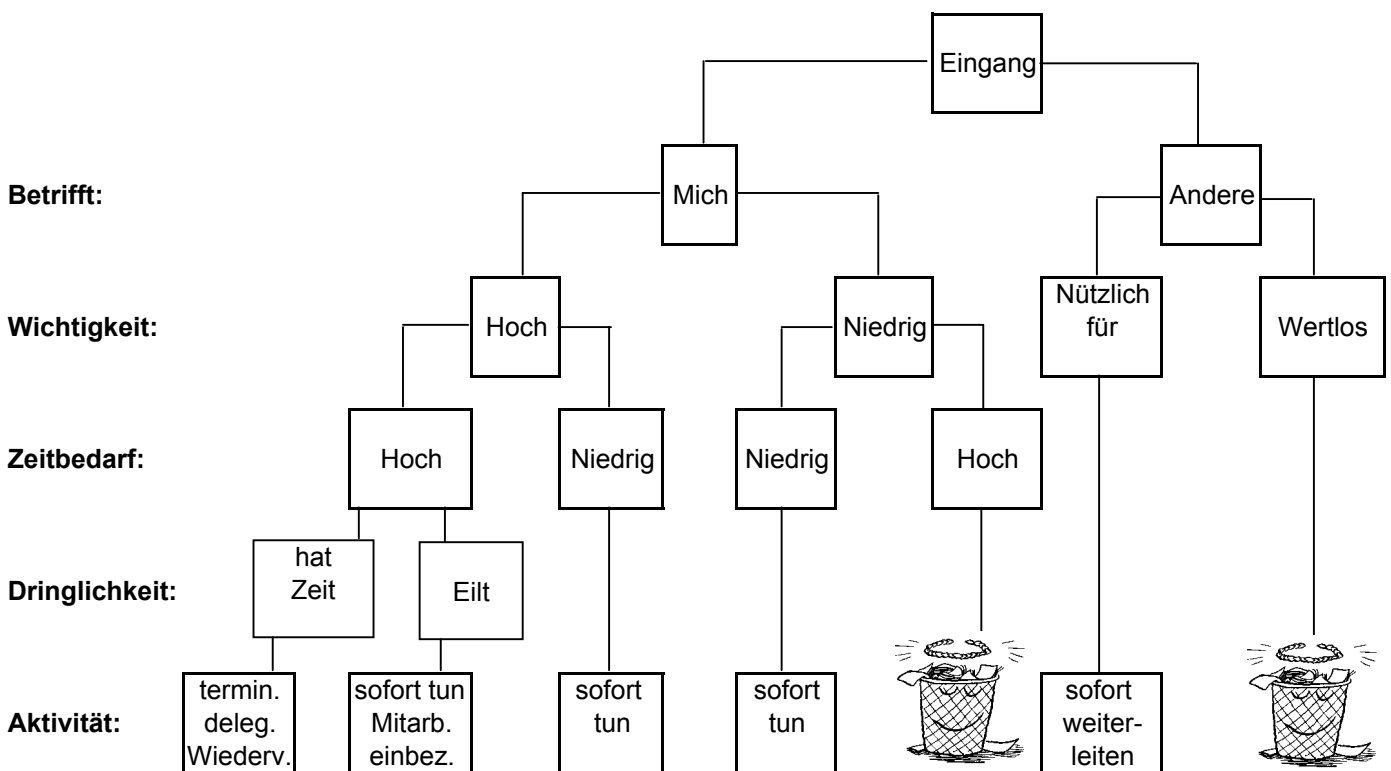 Eingang
Betrifft:
Mich
Andere
Wichtigkeit:
Hoch
Niedrig
Nützlich
für
Wertlos
Zeitbedarf:
Hoch
Niedrig
Niedrig
Hoch
Dringlichkeit:
hat
Zeit
Eilt
Aktivität:
termin.
deleg.
Wiederv.
sofort tun
Mitarb.
einbez.
sofort
tun
sofort
tun
sofort
weiter-
leiten